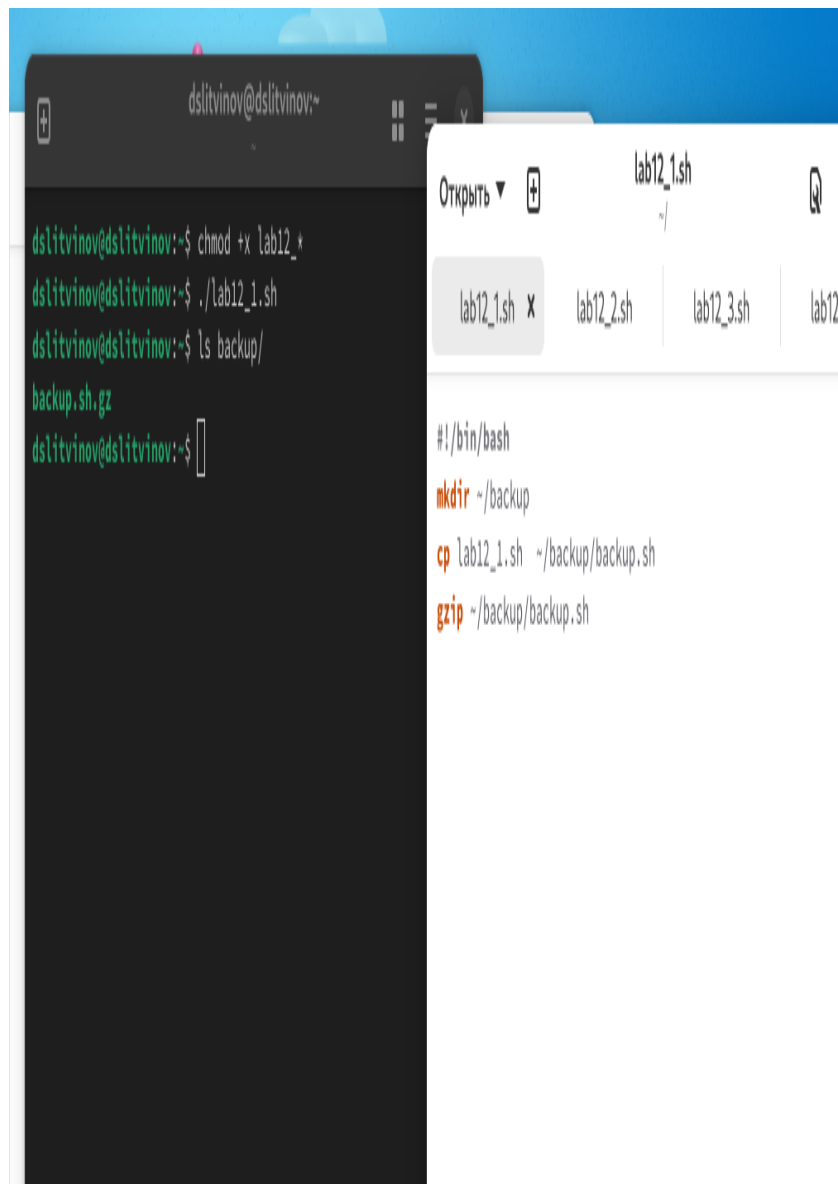 dslitvinov@dslitvinov:~
~
dslitvinov@dslitvinov:~$ chmod +x lab12_*
dslitvinov@dslitvinov:~$ ./lab12_1.sh
dslitvinov@dslitvinov:~$ ls backup/
backup.sh.gz
dslitvinov@dslitvinov:~$
Открыть
lab12_1.sh
~/
lab12_1.sh
lab12_2.sh
lab12_3.sh
lab12
#!/bin/bash
mkdir ~/backup
cp lab12_1.sh ~/backup/backup.sh
gzip ~/backup/backup.sh